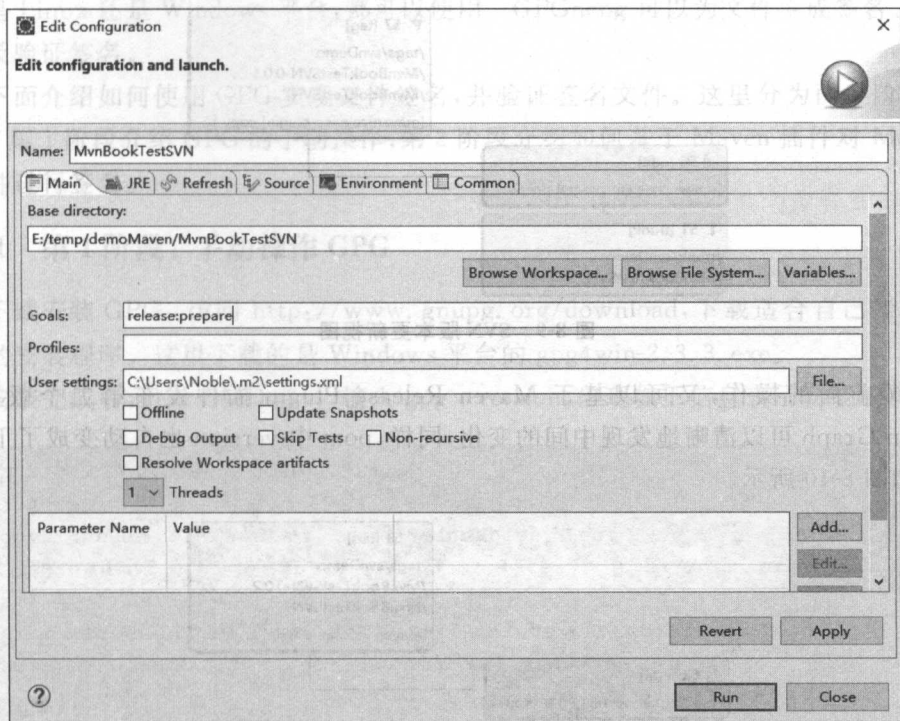 Edit Configuration
Edit configuration and launch.
Name: MvnBookTestSVN
Main JRE Refresh Source Environment Common
Base directory:
E:/temp/demoMaven/MvnBookTestSVN
Browse Workspace... Browse File System... Variables...
Goals: release:prepare
Profiles:
User settings: C:\Users\Noble\.m2\settings.xml File...
Offline Update Snapshots
Debug Output Skip Tests Non-recursive
Resolve Workspace artifacts
1 Threads
Parameter Name Value Add...
Edit...
Revert Apply
Run Close